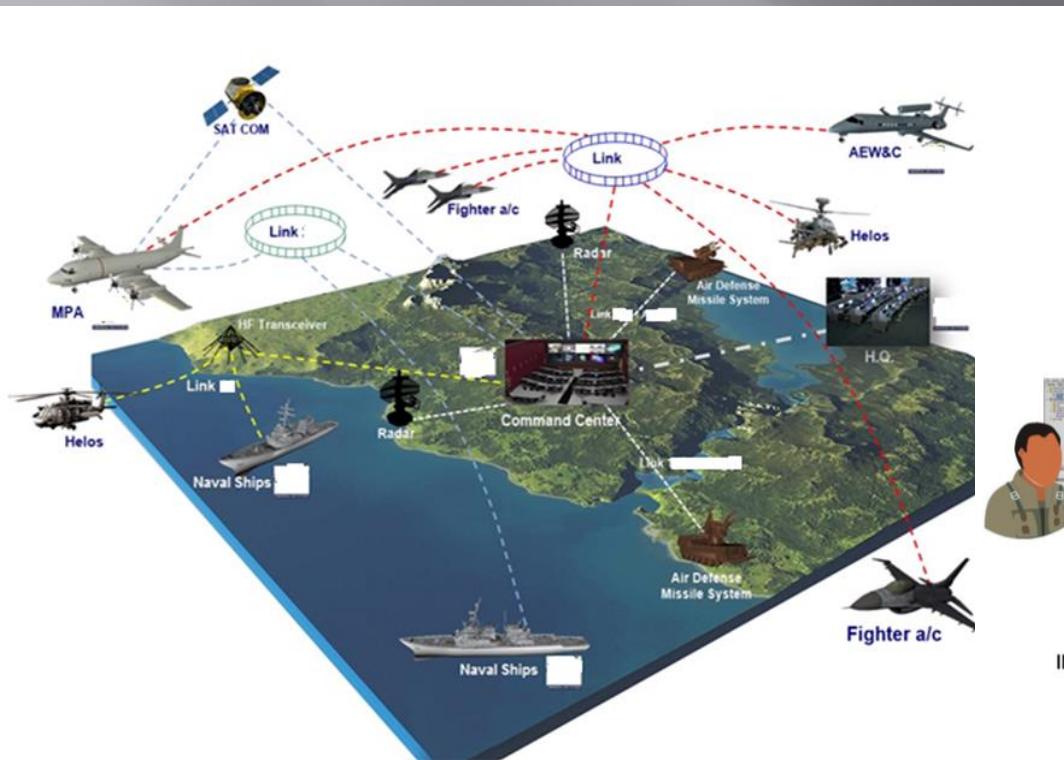 SAT COM
Link
AEW&C
Fighter a/c
Helos
Link :
Radar
Air Defense
Missile System
MPA
HF Transceiver
Link
H.Q.
Link
Command Center
Radar
Helos
Naval Ships
Link
Air Defense
Missile System
Fighter a/c
Naval Ships